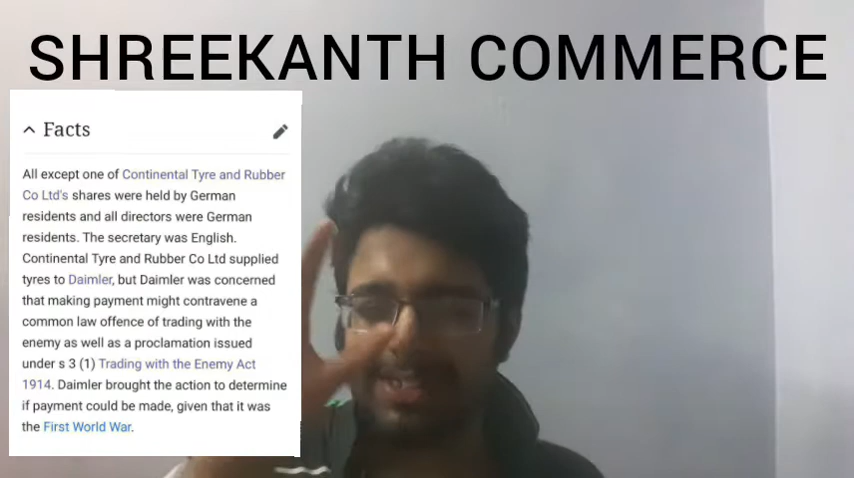 SHREEKANTH COMMERCE
Facts
All except one of Continental Tyre and Rubber
Co Ltd's shares were held by German
residents and all directors were German
residents. The secretary was English.
Continental Tyre and Rubber Co Ltd supplied
tyres to Daimler, but Daimler was concerned
that making payment might contravene a
common law offence of trading with the
enemy as well as a proclamation issued
under s 3 (1) Trading with the Enemy Act
1914. Daimler brought the action to determine
if payment could be made, given that it was
the First World War.